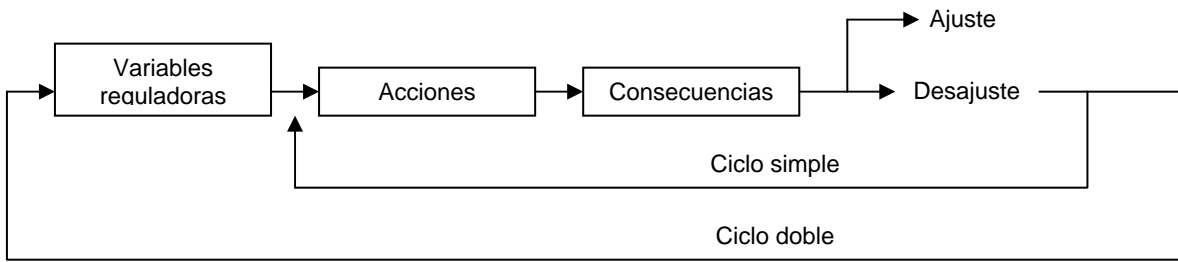 Ajuste
Variables
reguladoras
Acciones
Consecuencias
Desajuste
Ciclo simple
Ciclo doble